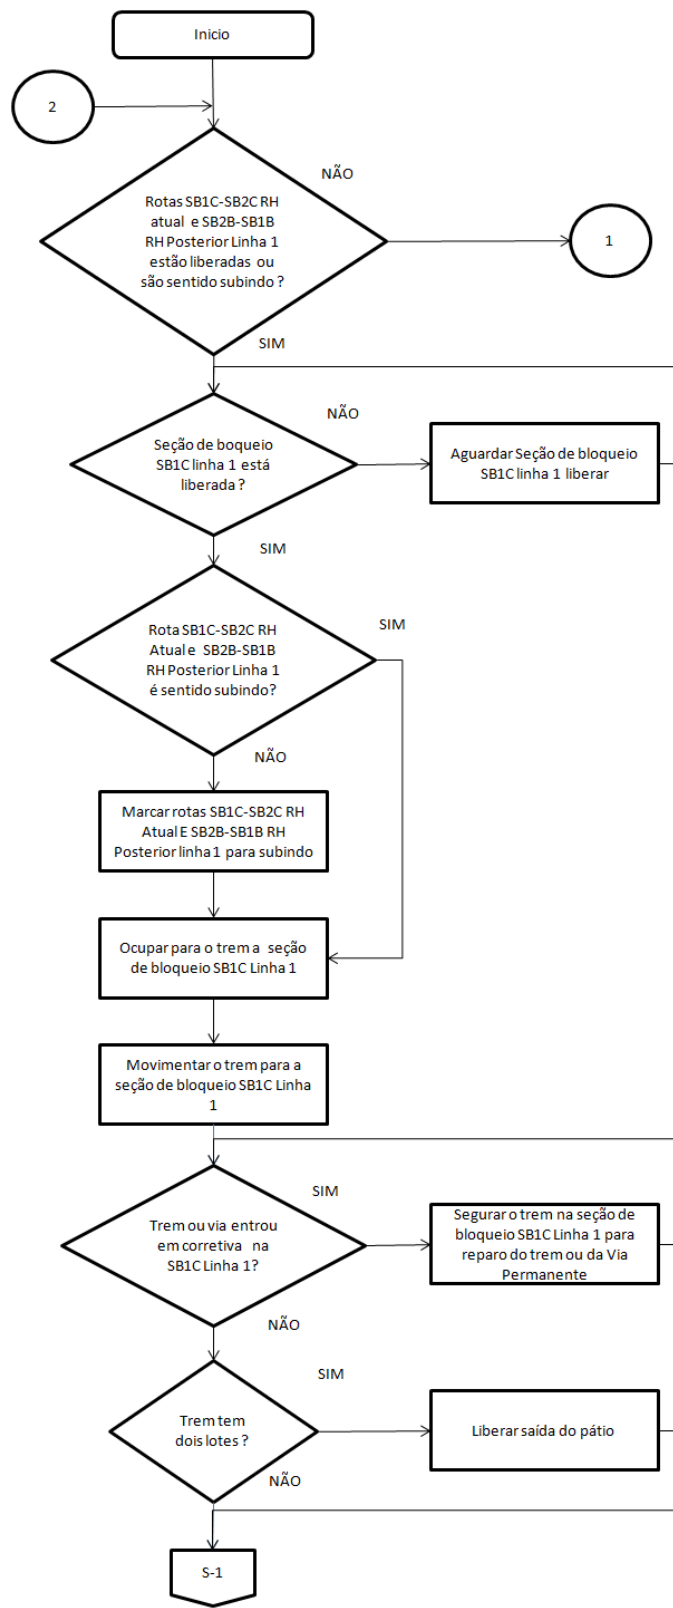 Inicio
2
NÃO
Rotas SB1C-SB2C RH
atual e SB2B-SB1B
RH Posterior Linha 1
estão liberadas ou
são sentido subindo ?
1
SIM
NÃO
Seção de boqueio
SB1C linha 1 está
liberada ?
Aguardar Seção de bloqueio
SB1C linha 1 liberar
SIM
SIM
Rota SB1C-SB2C RH
Atual e SB2B-SB1B
RH Posterior Linha 1
é sentido subindo?
NÃO
Marcar rotas SB1C-SB2C RH
Atual E SB2B-SB1B RH
Posterior linha 1 para subindo
Ocupar para o trem a seção
de bloqueio SB1C Linha 1
Movimentar o trem para a
seção de bloqueio SB1C Linha
1
SIM
Trem ou via entrou
em corretiva na
SB1C Linha 1?
Segurar o trem na seção de
bloqueio SB1C Linha 1 para
reparo do trem ou da Via
Permanente
NÃO
SIM
Trem tem
dois lotes ?
Liberar saída do pátio
NÃO
S-1